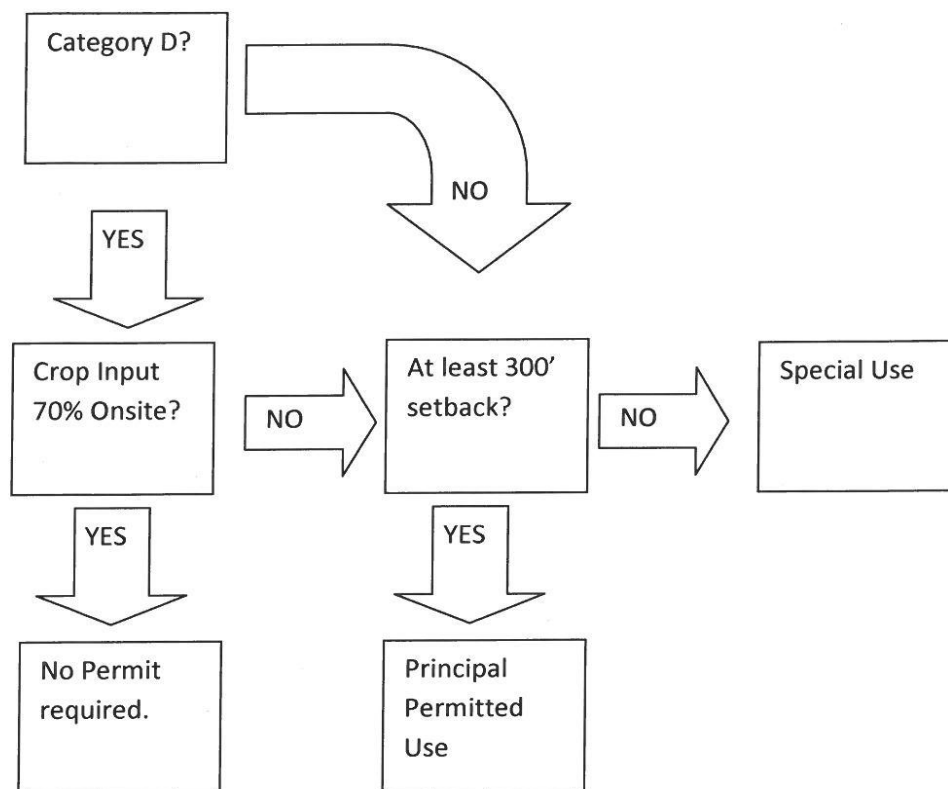 Category D?
NO
YES
Crop Input
70% Onsite?
NO
At least 300’
setback?
NO
Special Use
YES
YES
No Permit
required.
Principal
Permitted
Use